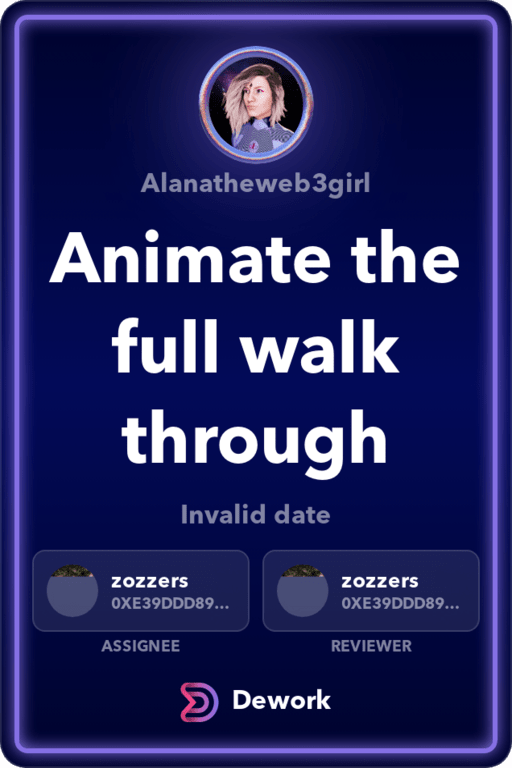 Alanatheweb3girl
Animate the
full walk
through
Invalid date
zozzers
0XE39DDD89...
ASSIGNEE
zozzers
0XE39DDD89...
REVIEWER
Dework